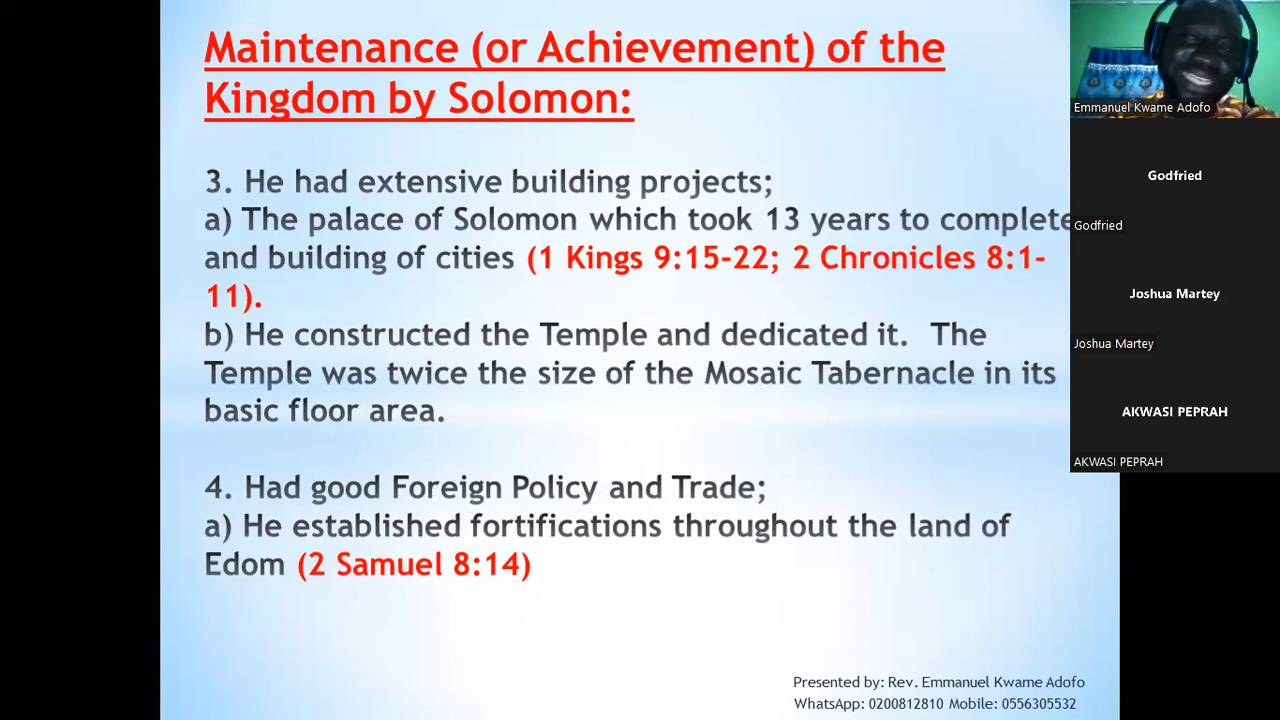 Maintenance (or Achievement) of the
Kingdom by Solomon:
3. He had extensive building projects;
a) The palace of Solomon which took 13 years to complete
and building of cities (1 Kings 9:15-22; 2 Chronicles 8:1-
11).
b) He constructed the Temple and dedicated it.  The
Temple was twice the size of the Mosaic Tabernacle in its
basic floor area.
4. Had good Foreign Policy and Trade;
a) He established fortifications throughout the land of
Edom (2 Samuel 8:14)
Presented by: Rev. Emmanuel Kwame Adofo
WhatsApp: 0200812810 Mobile: 0556305532
Emmanuel Kwame Adofo
Godfried
Godfried
Joshua Martey
Joshua Martey
AKWASI PEPRAH
AKWASI PEPRAH